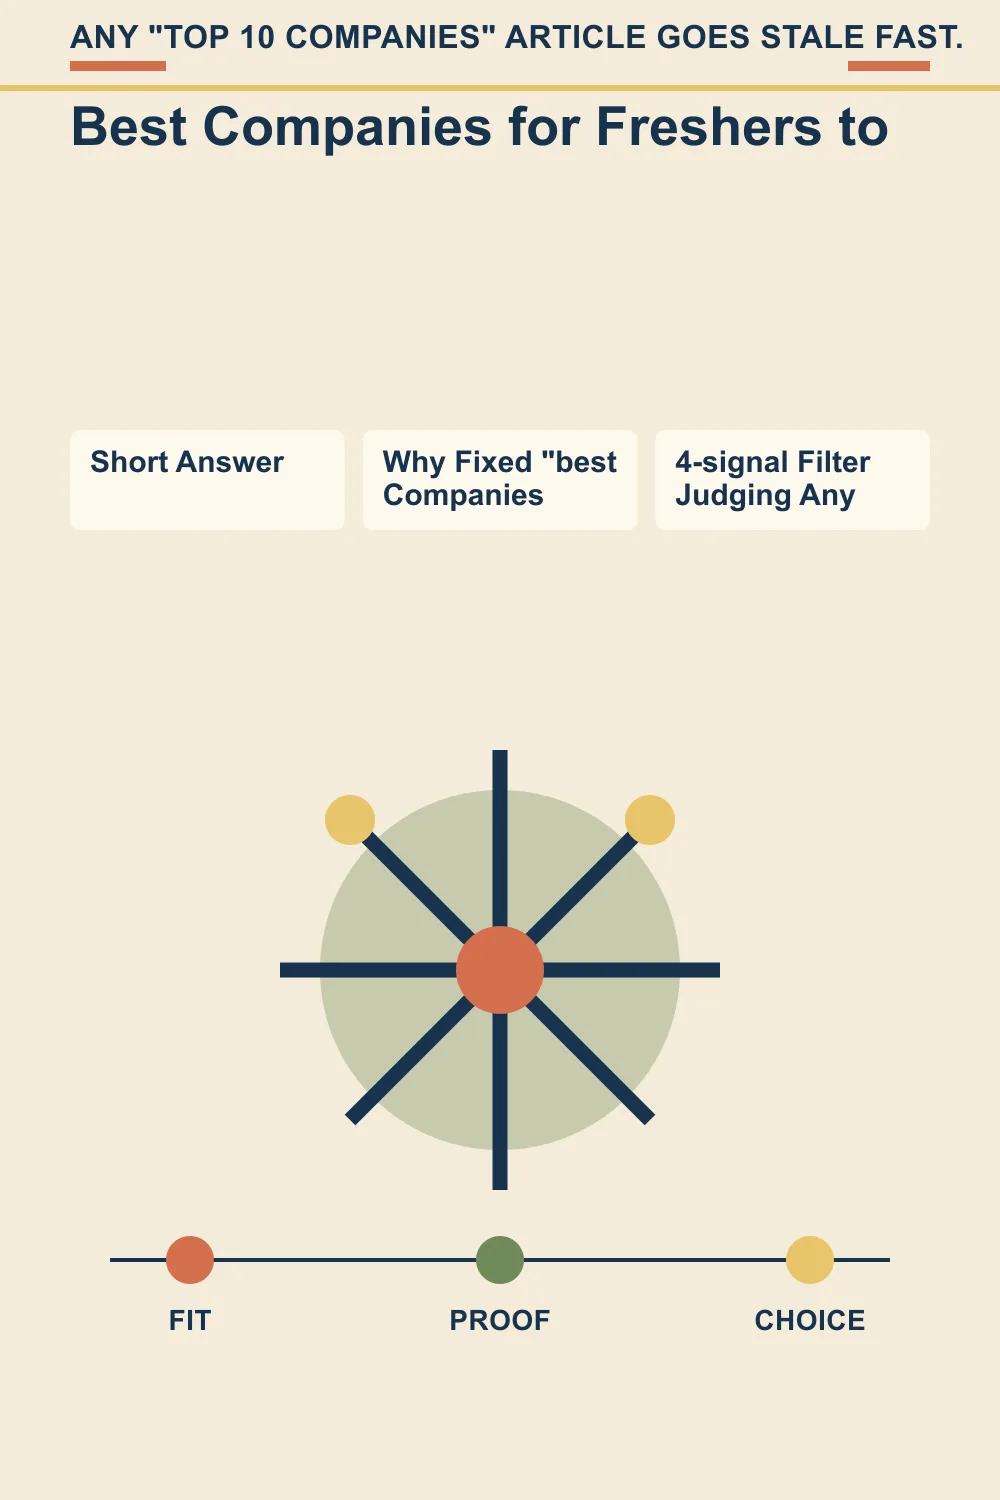 ANY "TOP 10 COMPANIES" ARTICLE GOES STALE FAST.
Best Companies for Freshers to
Short Answer
Why Fixed "best
Companies
4-signal Filter
Judging Any
FIT
PROOF
CHOICE